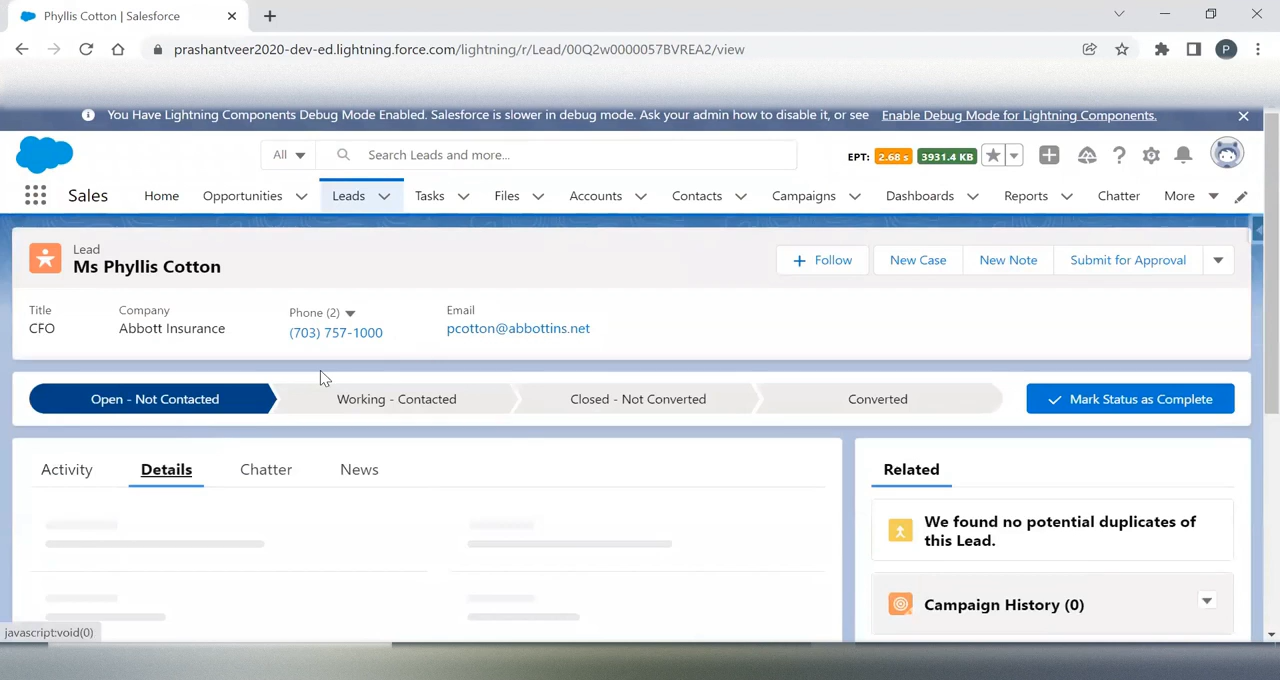 Phyllis Cotton | Salesforce
prashantveer2020-dev-ed.lightning.force.com/lightning/r/Lead/00Q2w0000057BVREA2/view
P
You Have Lightning Components Debug Mode Enabled. Salesforce is slower in debug mode. Ask your admin how to disable it, or see Enable Debug Mode for Lightning Components.
All Search Leads and more... EPT: 2.68 s 3931.4 KB
Sales Home Opportunities Leads Tasks Files Accounts Contacts Campaigns Dashboards Reports Chatter More
Lead
Ms Phyllis Cotton
Follow New Case New Note Submit for Approval
Title Company Phone (2) Email
CFO Abbott Insurance (703) 757-1000 pcotton@abbottins.net
Open - Not Contacted Working - Contacted Closed - Not Converted Converted Mark Status as Complete
Activity Details Chatter News
Related
We found no potential duplicates of
this Lead.
Campaign History (0)
javascript:void(0)